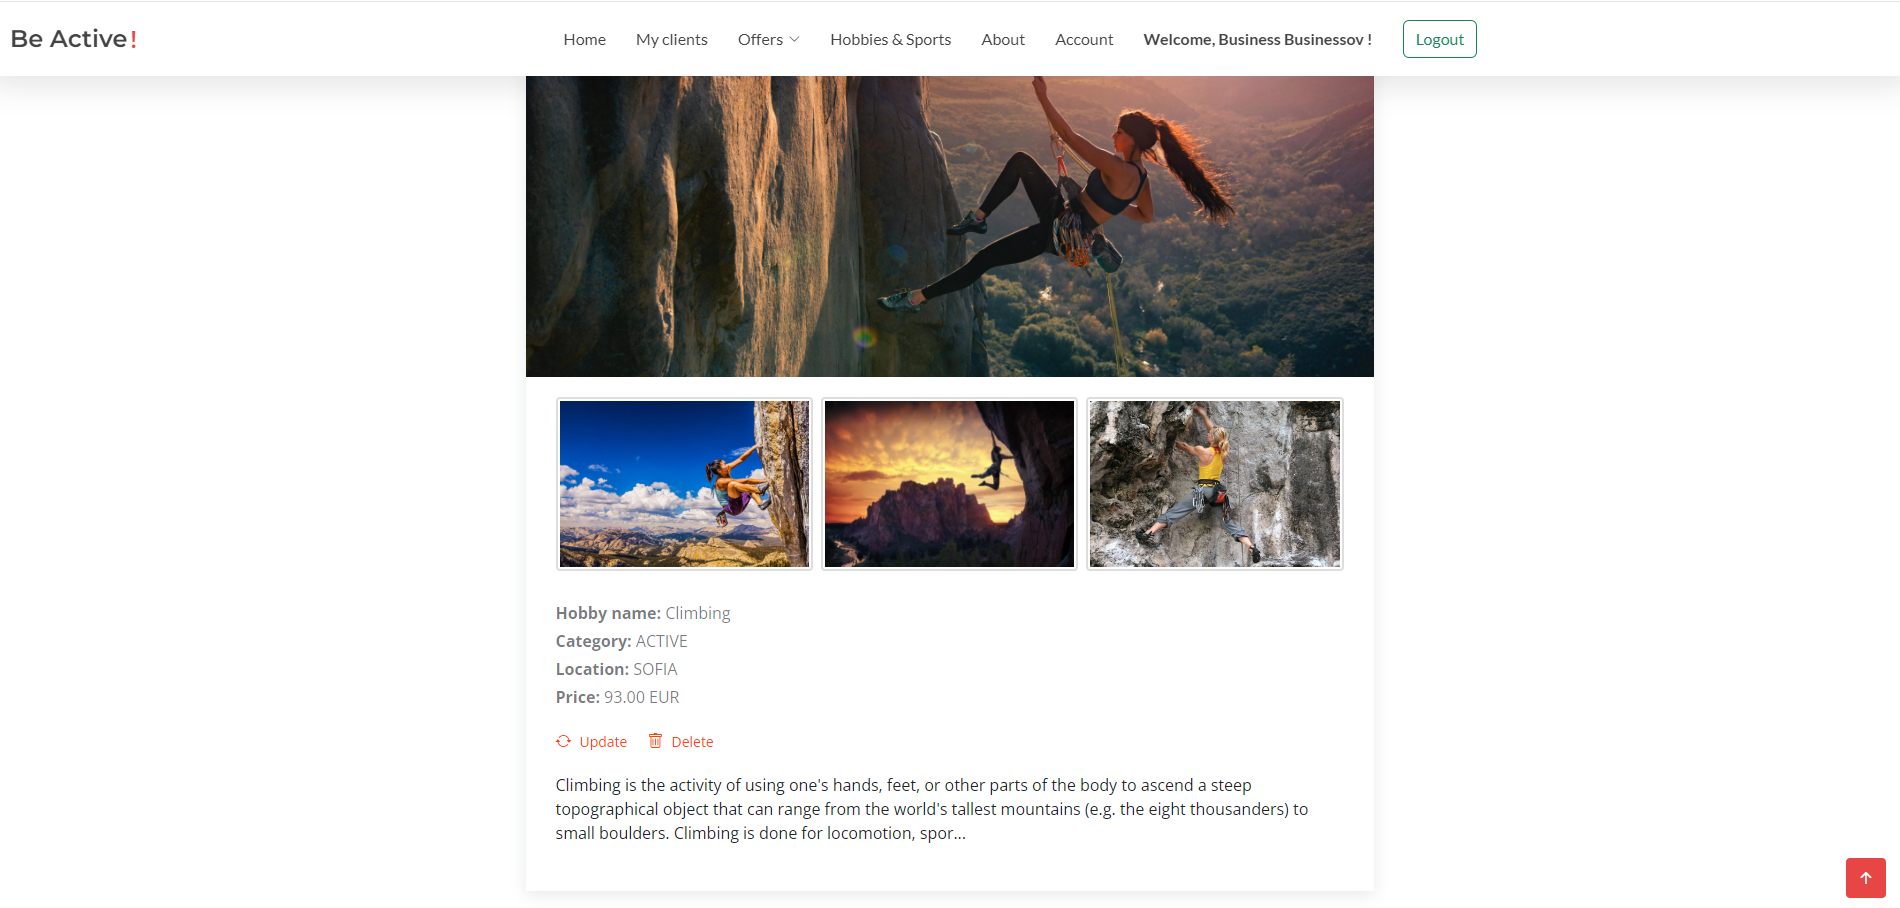 Be Active!
Home My clients Offers Hobbies & Sports About Account Welcome, Business Businessov ! Logout
Hobby name: Climbing
Category: ACTIVE
Location: SOFIA
Price: 93.00 EUR
Update Delete
Climbing is the activity of using one's hands, feet, or other parts of the body to ascend a steep
topographical object that can range from the world's tallest mountains (e.g. the eight thousanders) to
small boulders. Climbing is done for locomotion, spor...